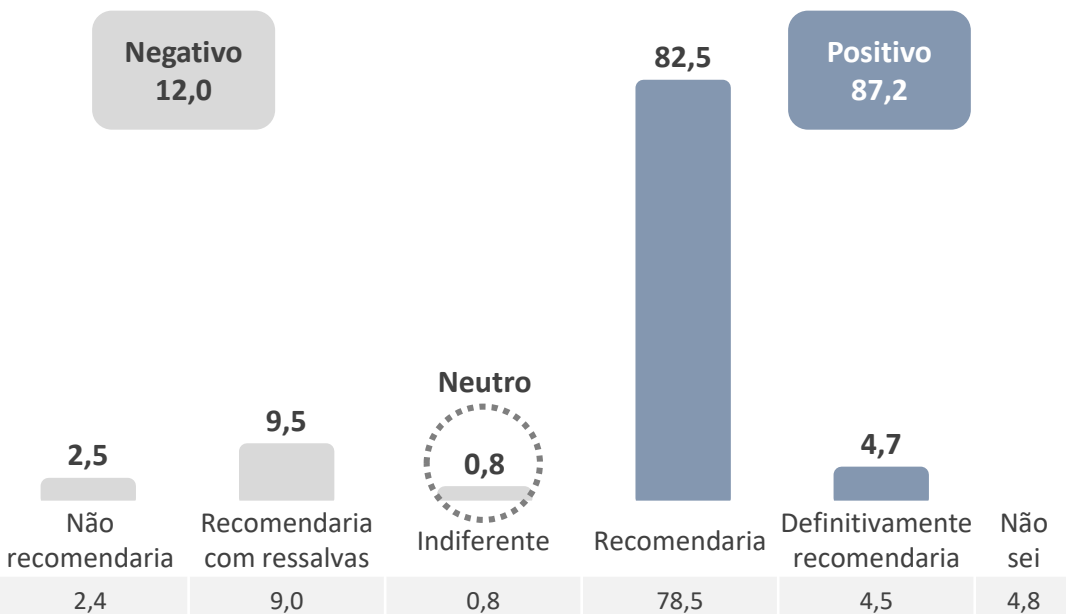 Negativo
12,0
Positivo
87,2
82,5
Neutro
2,5
9,5
0,8
4,7
Não
recomendaria
Recomendaria
com ressalvas
Indiferente
Recomendaria
Definitivamente
recomendaria
Não
sei
2,4
9,0
0,8
78,5
4,5
4,8